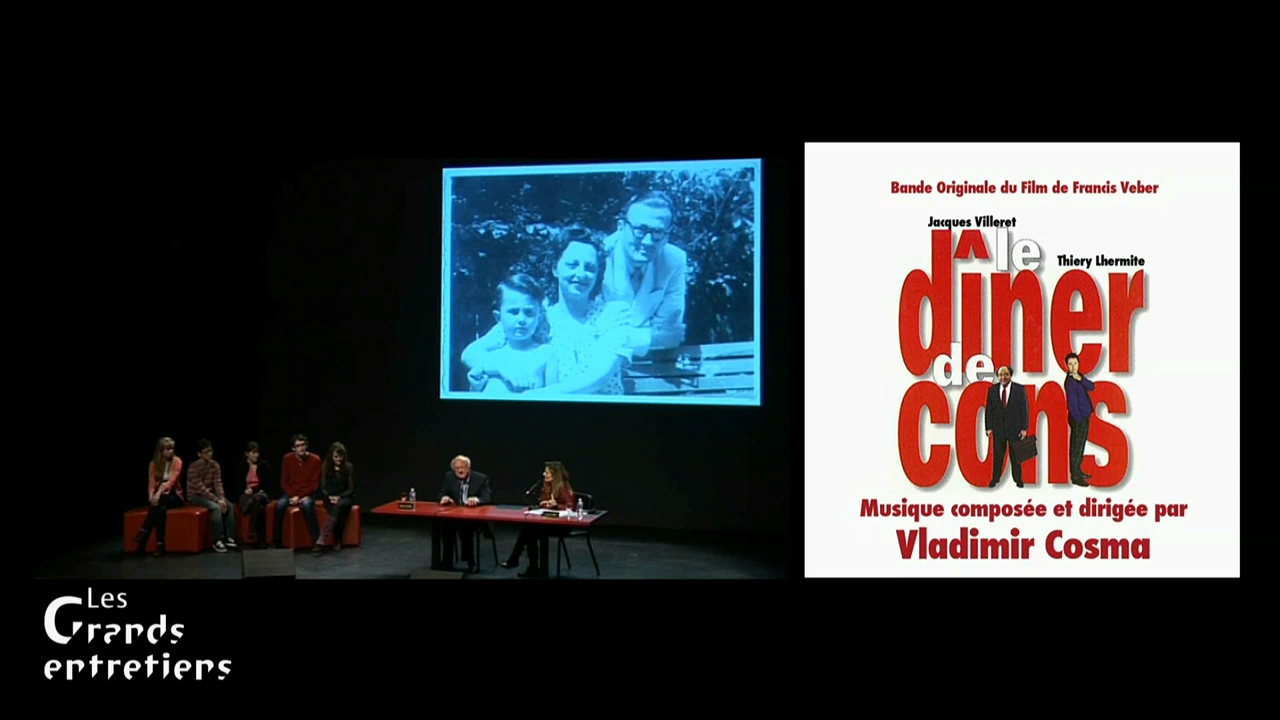 Bande Originale du Film de Francis Veber
Jacques Villeret
le
Thiery Lhermite
dîner
de
cons
Musique composée et dirigée par
Vladimir Cosma
Les
Grands
entretiens